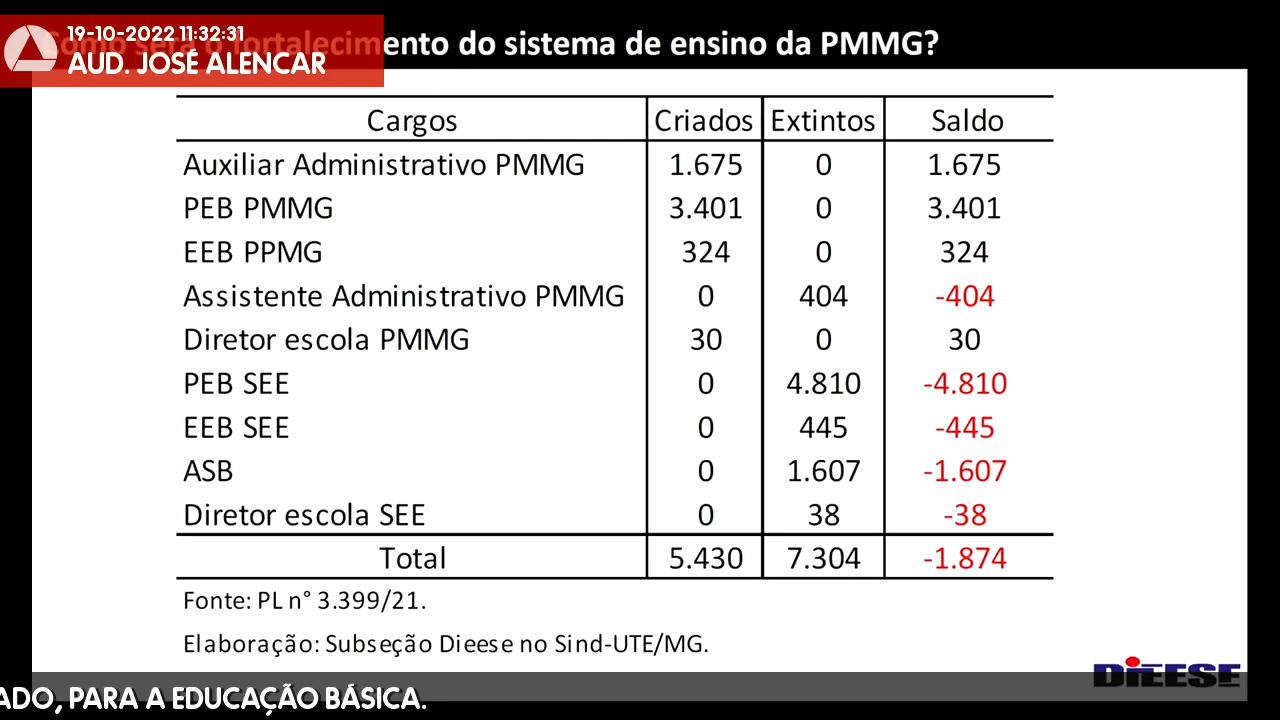 19-10-2022 11:32:31
AUD. JOSÉ ALENCAR
Como será o fortalecimento do sistema de ensino da PMMG?
Cargos Criados Extintos Saldo
Auxiliar Administrativo PMMG 1.675 0 1.675
PEB PMMG 3.401 0 3.401
EEB PPMG 324 0 324
Assistente Administrativo PMMG 0 404 -404
Diretor escola PMMG 30 0 30
PEB SEE 0 4.810 -4.810
EEB SEE 0 445 -445
ASB 0 1.607 -1.607
Diretor escola SEE 0 38 -38
Total 5.430 7.304 -1.874
Fonte: PL n° 3.399/21.
Elaboração: Subseção Dieese no Sind-UTE/MG.
DIEESE
ADO, PARA A EDUCAÇÃO BÁSICA.